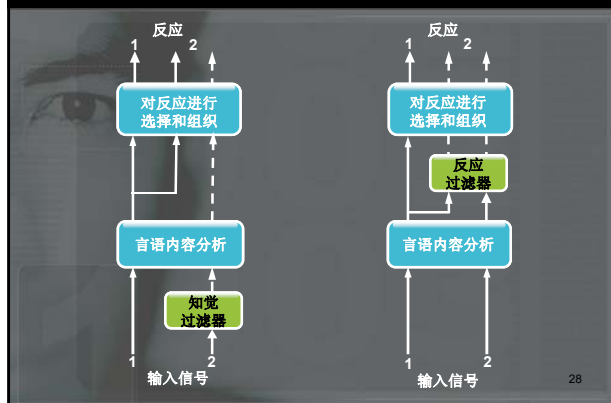 反应
1 2
对反应进行
选择和组织
言语内容分析
知觉
过滤器
1 2
输入信号
反应
1 2
对反应进行
选择和组织
反应
过滤器
言语内容分析
1 2
输入信号
28